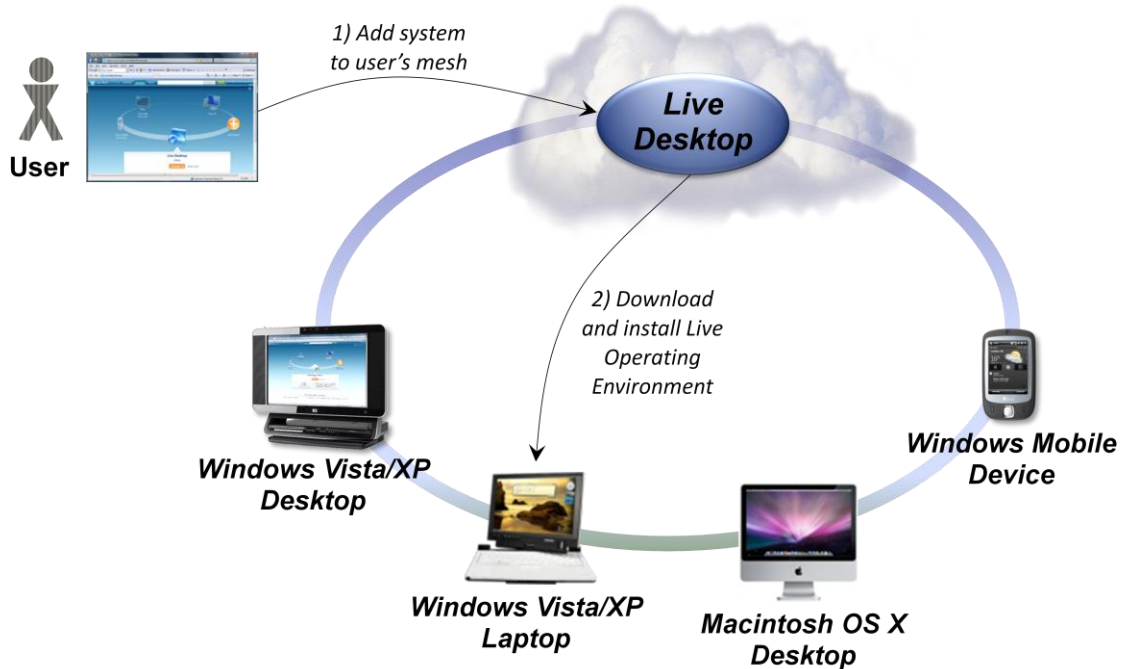 1) Add system
to user's mesh
Live
Desktop
User
2) Download
and install Live
Operating
Environment
Windows Vista/XP
Desktop
Windows Mobile
Device
Windows Vista/XP
Laptop
Macintosh OS X
Desktop